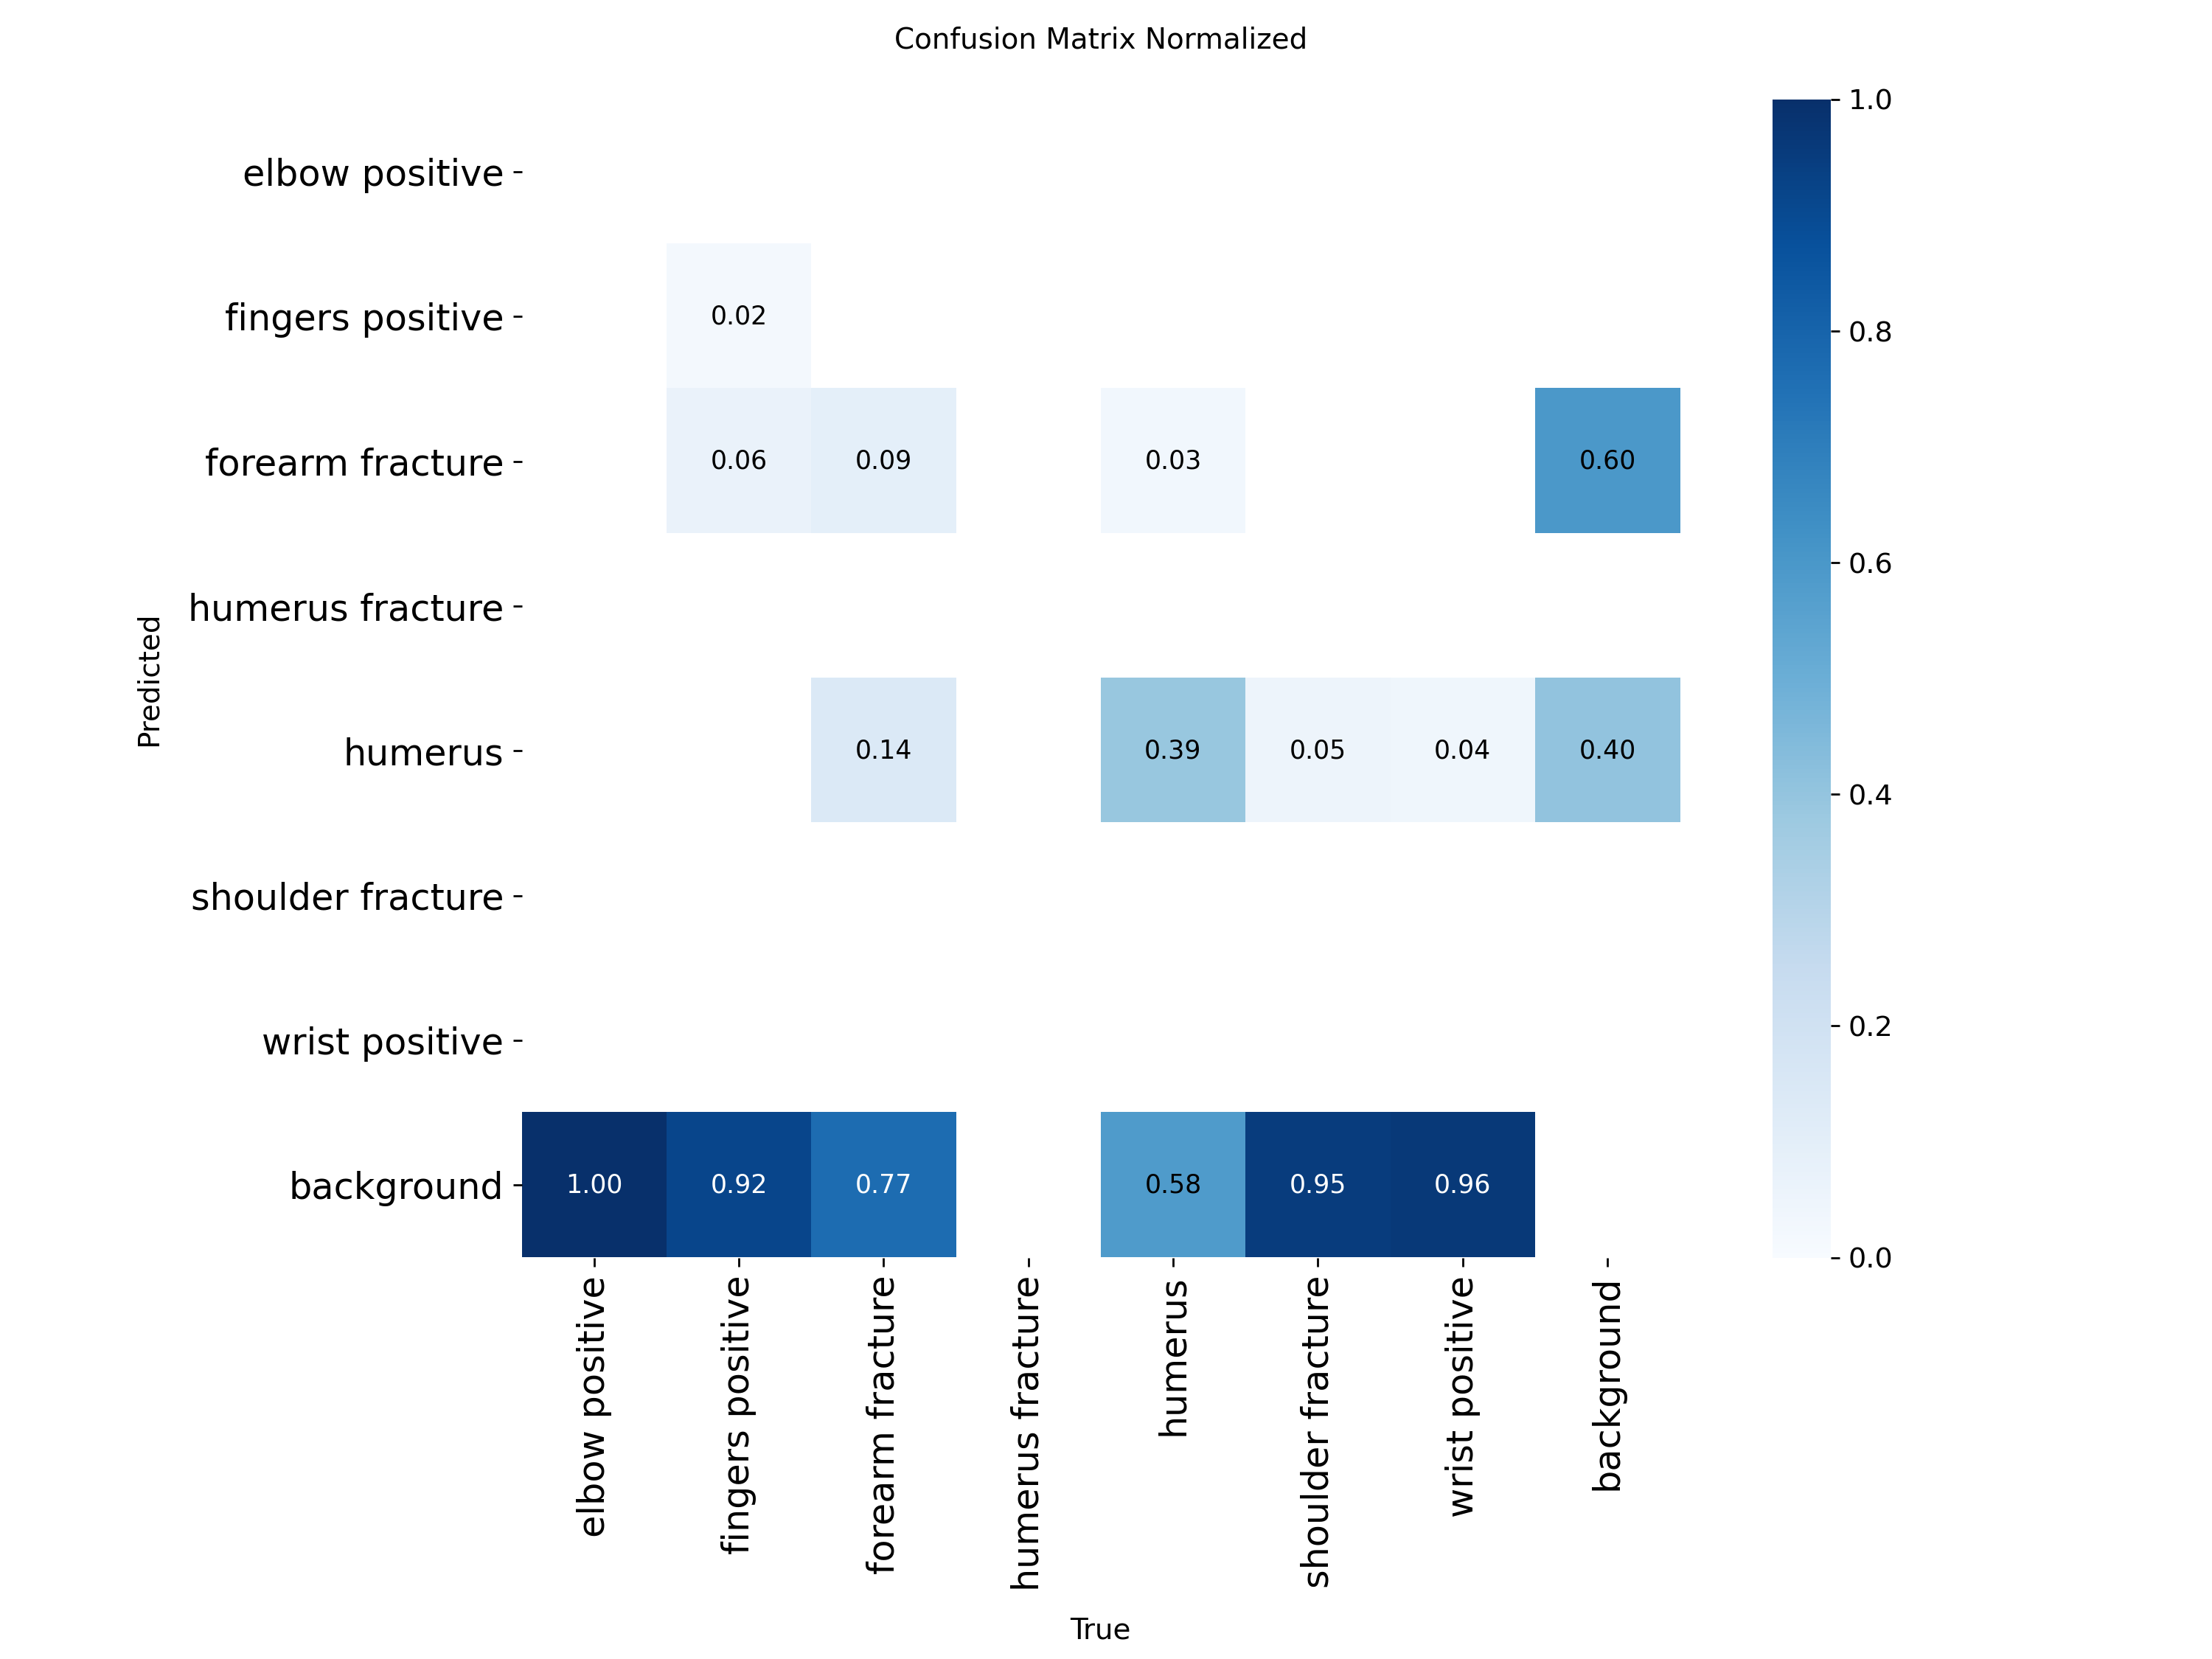 Confusion Matrix Normalized
elbow positive
fingers positive
forearm fracture
humerus fracture
humerus
shoulder fracture
wrist positive
background
Predicted
0.02
0.06 0.09 0.03 0.60
0.14 0.39 0.05 0.04 0.40
1.00 0.92 0.77 0.58 0.95 0.96
elbow positive
fingers positive
forearm fracture
humerus fracture
humerus
shoulder fracture
wrist positive
background
True
1.0
0.8
0.6
0.4
0.2
0.0